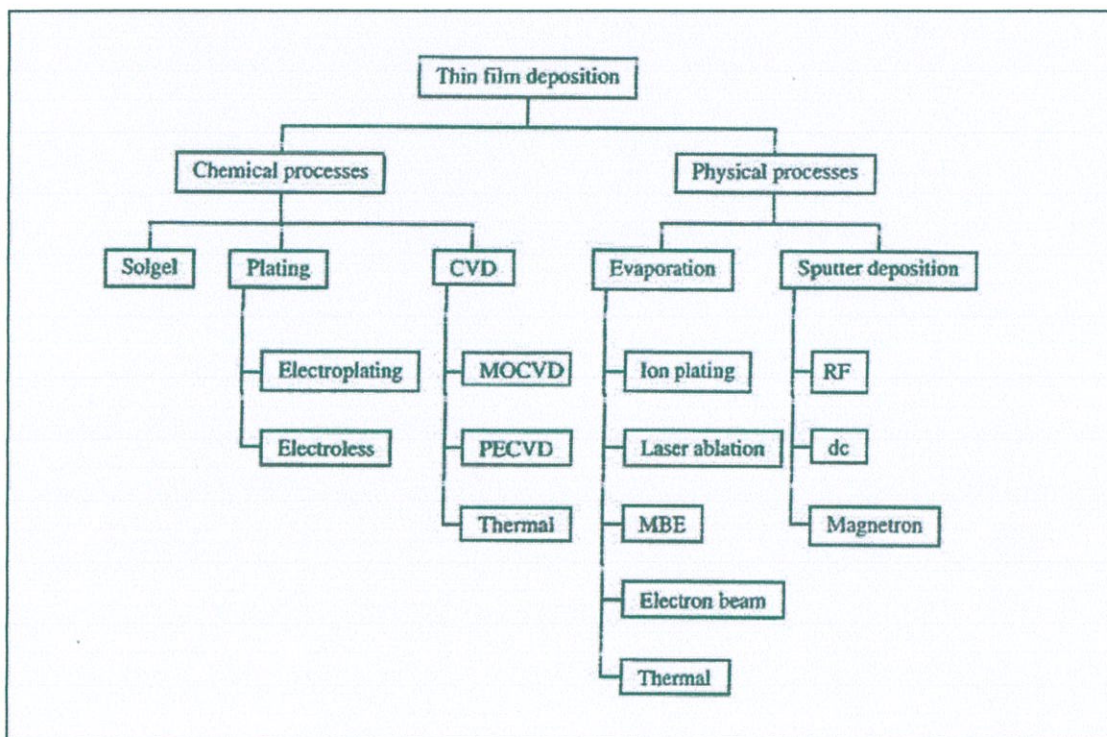 Thin film deposition
Chemical processes
Physical processes
Solgel
Plating
CVD
Evaporation
Sputter deposition
Electroplating
MOCVD
Ion plating
RF
Electroless
PECVD
Laser ablation
dc
Thermal
MBE
Magnetron
Electron beam
Thermal